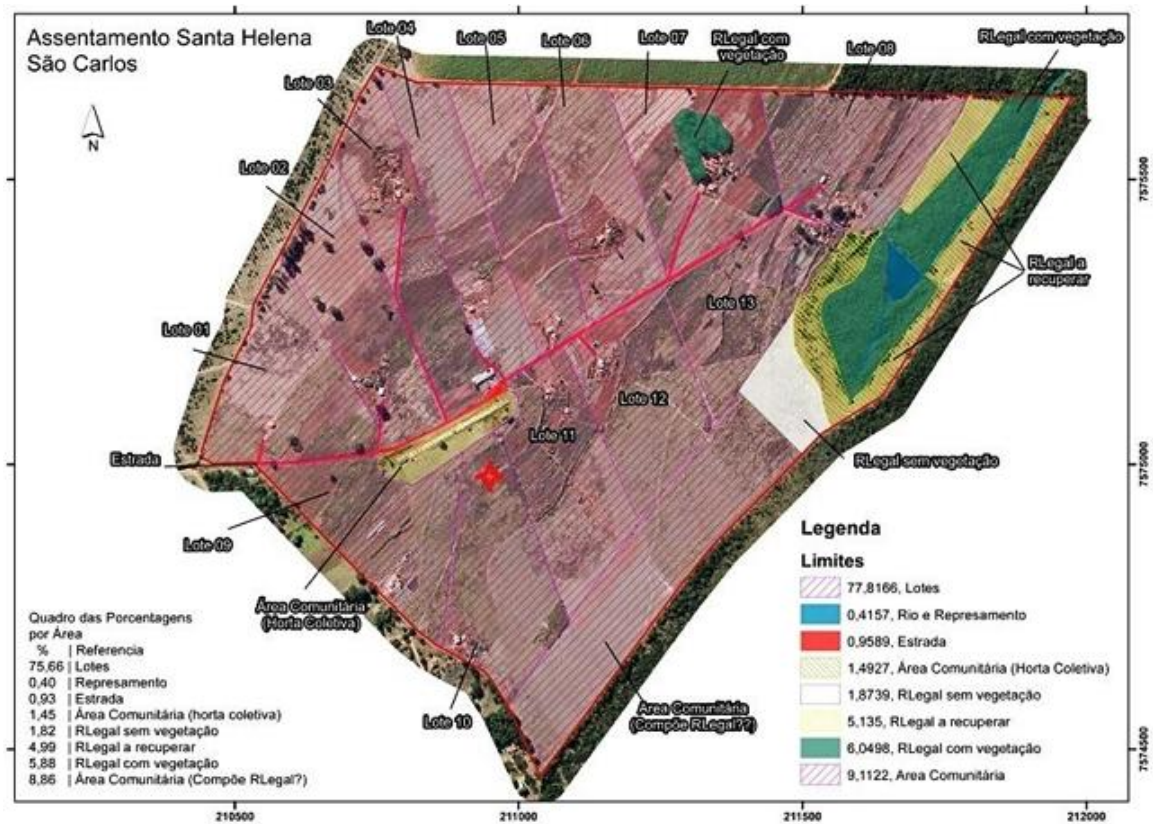 Assentamento Santa Helena
São Carlos
N
Lote 04
Lote 05
Lote 06
Lote 07
RLegal com
vegetação
Lote 08
RLegal com vegetação
Lote 03
Lote 02
Lote 01
Estrada
Lote 09
Área Comunitária
(Horta Coletiva)
Lote 10
Lote 11
Lote 12
Lote 13
RLegal a
recuperar
RLegal sem vegetação
Área Comunitária
(Compõe RLegal??)
Quadro das Porcentagens
por Área
% | Referencia
75,66 | Lotes
0,40 | Represamento
0,93 | Estrada
1,45 | Área Comunitária (horta coletiva)
1,82 | RLegal sem vegetação
4,99 | RLegal a recuperar
5,88 | RLegal com vegetação
8,86 | Área Comunitária (Compõe RLegal?)
Legenda
Limites
77,8166, Lotes
0,4157, Rio e Represamento
0,9589, Estrada
1,4927, Área Comunitária (Horta Coletiva)
1,8739, RLegal sem vegetação
5,135, RLegal a recuperar
6,0498, RLegal com vegetação
9,1122, Area Comunitária
7575500
7575000
7574500
210500
211000
211500
212000